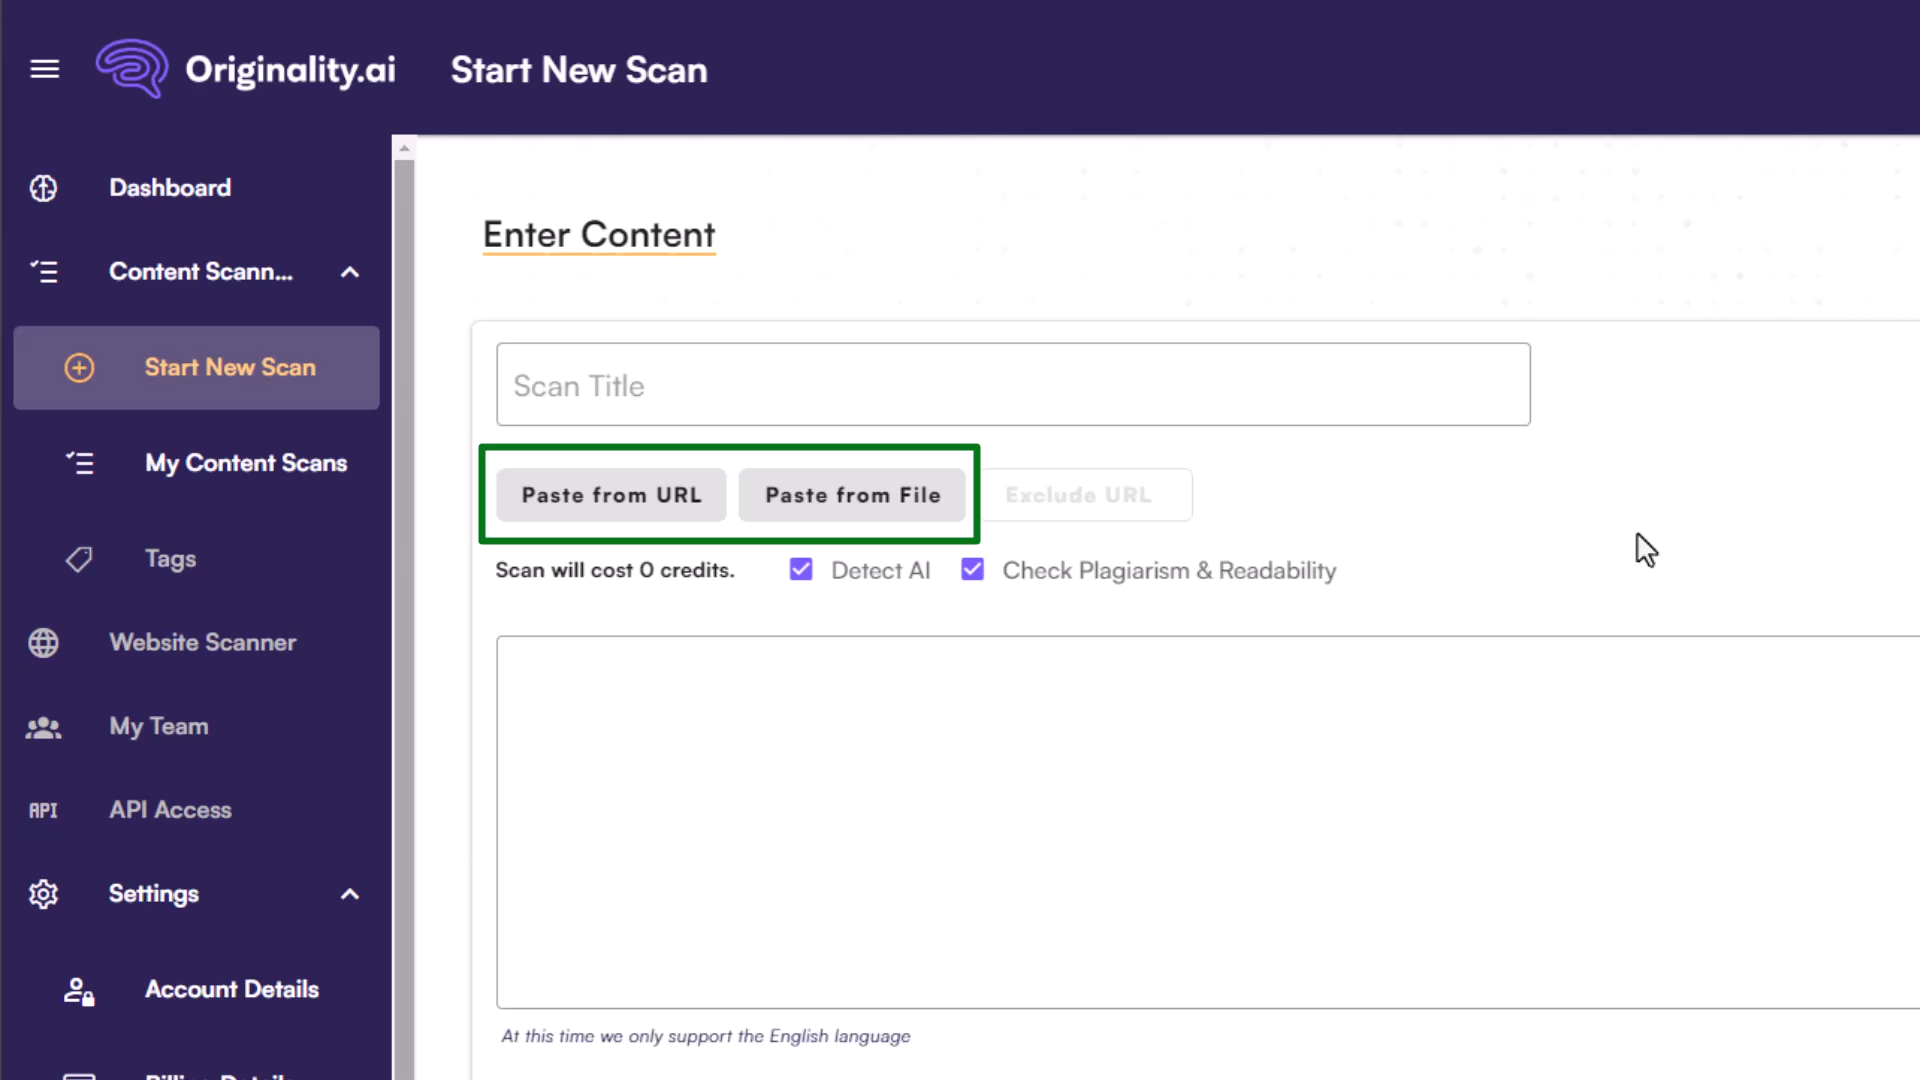 Originality.ai
Start New Scan
Dashboard
Content Scann...
Start New Scan
My Content Scans
Tags
Website Scanner
My Team
API API Access
Settings
Account Details
Enter Content
Scan Title
Paste from URL
Paste from File
Exclude URL
Scan will cost 0 credits.
Detect AI
Check Plagiarism & Readability
At this time we only support the English language